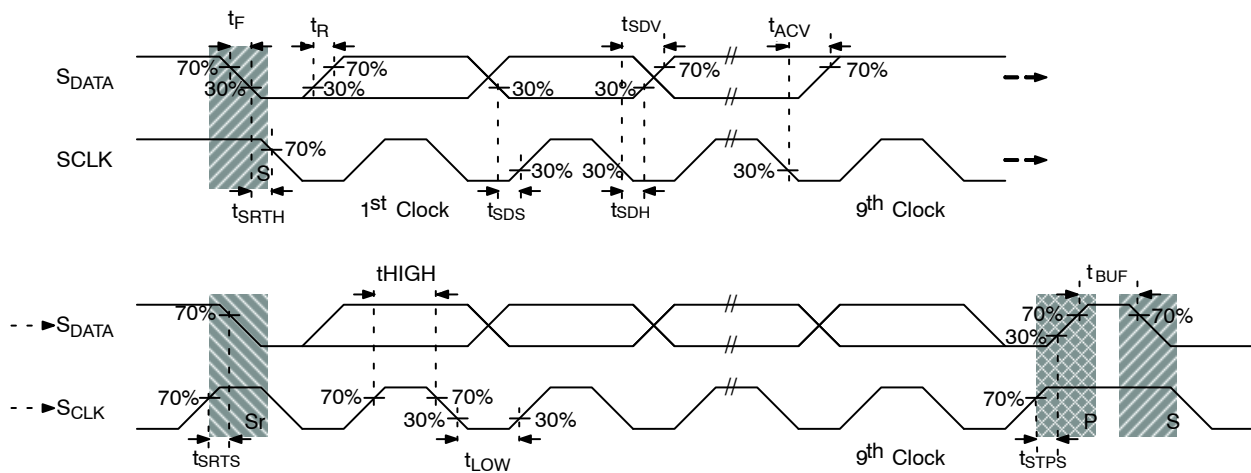 tF tR tSDV tACV
SDATA 70% 30% 70% 30% 30% 30% 70% 70%
SCLK S 70% 30% 30% 30%
tSRTH 1st Clock tSDS tSDH 9th Clock
tHIGH tBUF
SDATA 70% 70% 30% 70%
SCLK 70% Sr 70% 70% 30% 30% 70% P S
tSRTS tLOW 9th Clock tSTPS